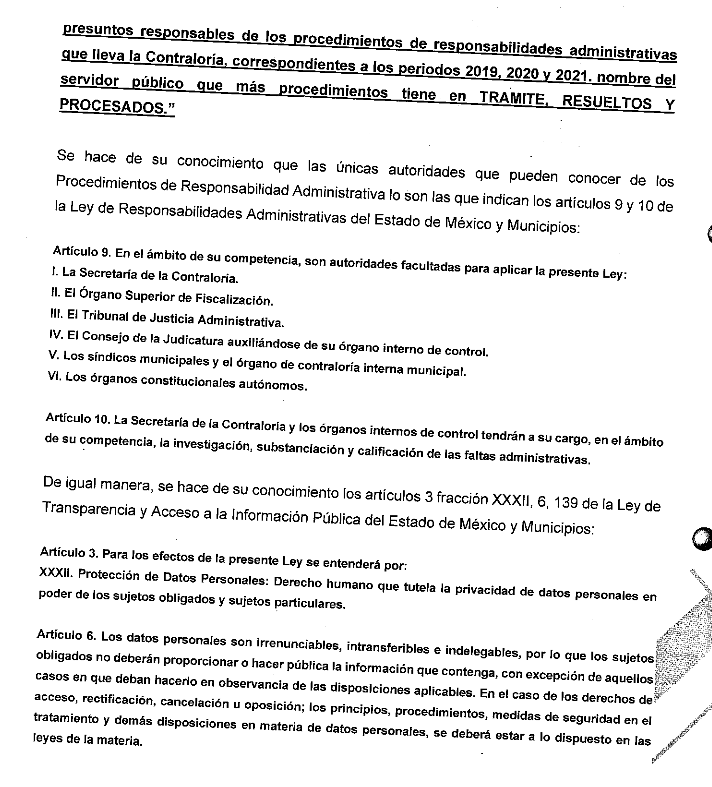 presuntos responsables de los procedimientos de responsabilidades administrativas
que lleva la Contraloría, correspondientes a los periodos 2019, 2020 y 2021. nombre del
servidor público que más procedimientos tiene en TRAMITE, RESUELTOS Y
PROCESADOS."
Se hace de su conocimiento que las únicas autoridades que pueden conocer de los
Procedimientos de Responsabilidad Administrativa lo son las que indican los artículos 9 y 10 de
la Ley de Responsabilidades Administrativas del Estado de México y Municipios:
Artículo 9. En el ámbito de su competencia, son autoridades facultadas para aplicar la presente Ley:
I. La Secretaría de la Contraloría.
II. El Órgano Superior de Fiscalización.
III. El Tribunal de Justicia Administrativa.
IV. El Consejo de la Judicatura auxiliándose de su órgano interno de control.
V. Los síndicos municipales y el órgano de contraloría interna municipal.
VI. Los órganos constitucionales autónomos.
Artículo 10. La Secretaría de la Contraloría y los órganos internos de control tendrán a su cargo, en el ámbito
de su competencia, la investigación, substanciación y calificación de las faltas administrativas.
De igual manera, se hace de su conocimiento los artículos 3 fracción XXXII, 6, 139 de la Ley de
Transparencia y Acceso a la Información Pública del Estado de México y Municipios:
Artículo 3. Para los efectos de la presente Ley se entenderá por:
XXXII. Protección de Datos Personales: Derecho humano que tutela la privacidad de datos personales en
poder de los sujetos obligados y sujetos particulares.
Artículo 6. Los datos personales son irrenunciables, intransferibles e indelegables, por lo que los sujetos
obligados no deberán proporcionar o hacer pública la información que contenga, con excepción de aquellos
casos en que deban hacerlo en observancia de las disposiciones aplicables. En el caso de los derechos de
acceso, rectificación, cancelación u oposición; los principios, procedimientos, medidas de seguridad en el
tratamiento y demás disposiciones en materia de datos personales, se deberá estar a lo dispuesto en las
leyes de la materia.